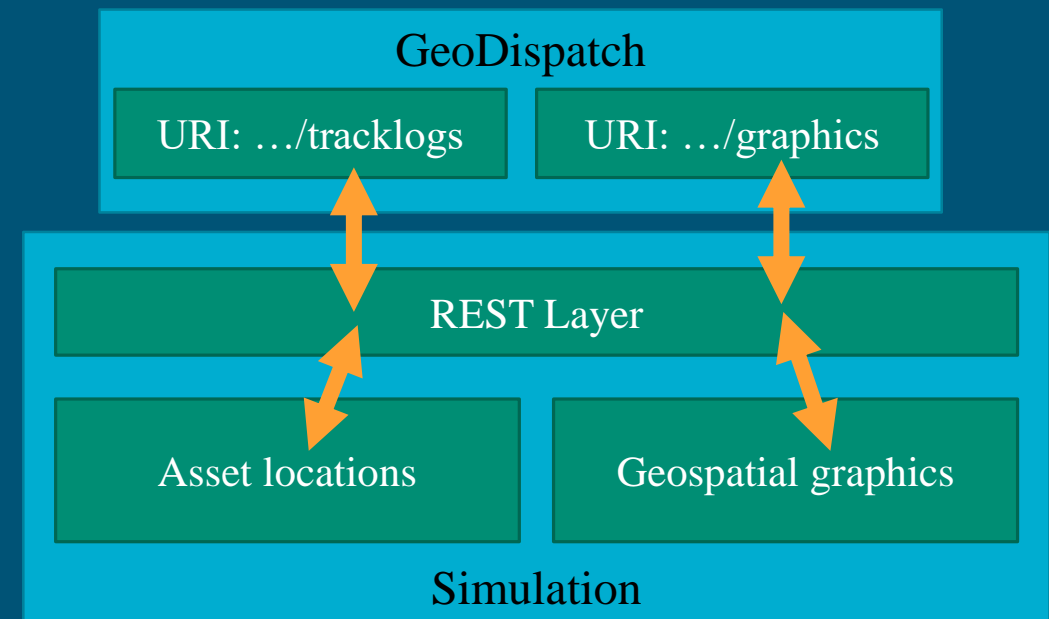 GeoDispatch
URI: …/tracklogs
URI: …/graphics
REST Layer
Asset locations
Geospatial graphics
Simulation